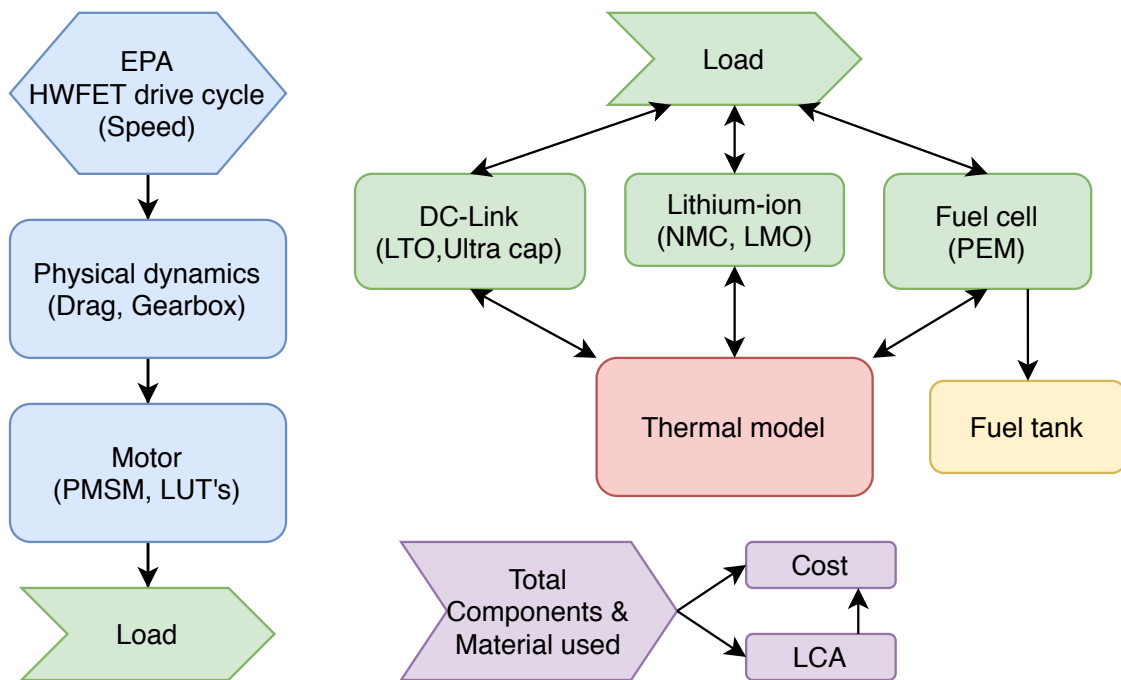 EPA
HWFET drive cycle
(Speed)
Physical dynamics
(Drag, Gearbox)
Motor
(PMSM, LUT's)
Load
Load
DC-Link
(LTO,Ultra cap)
Lithium-ion
(NMC, LMO)
Fuel cell
(PEM)
Thermal model
Fuel tank
Total
Components &
Material used
Cost
LCA